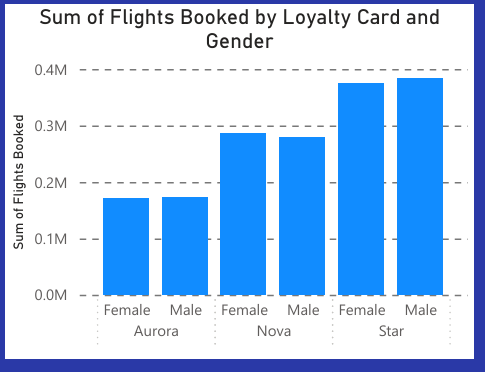 Sum of Flights Booked by Loyalty Card and
Gender
Sum of Flights Booked
0.4M
0.3M
0.2M
0.1M
0.0M
Female Male Female Male Female Male
Aurora Nova Star